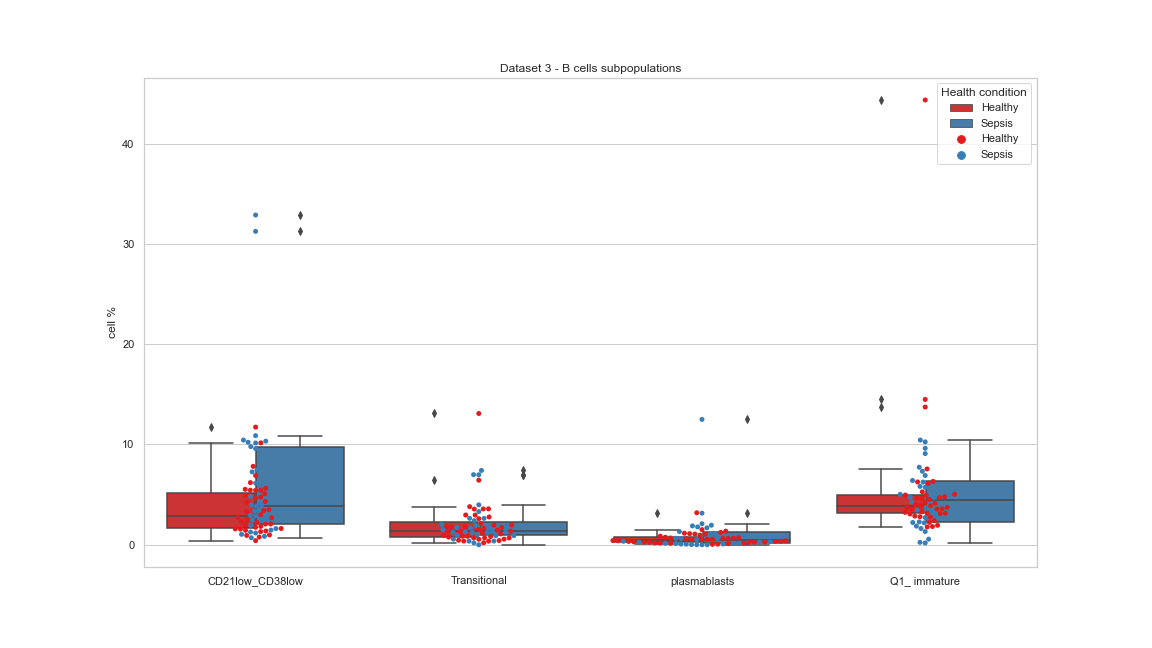 Dataset 3 - B cells subpopulations
Health condition
Healthy
Sepsis
Healthy
Sepsis
cell %
40
30
20
10
0
CD21low_CD38low
Transitional
plasmablasts
Q1_ immature